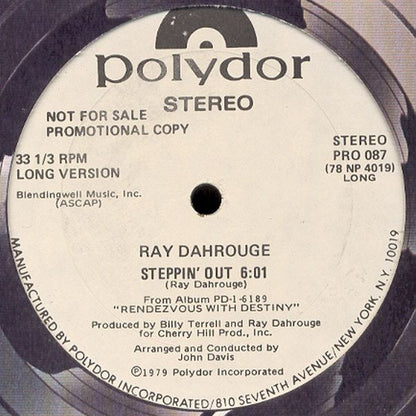 polydor
STEREO
NOT FOR SALE
PROMOTIONAL COPY
33 1/3 RPM
LONG VERSION
Blendingwell Music, Inc.
(ASCAP)
STEREO
PRO 087
(78 NP 4019)
LONG
RAY DAHROUGE
STEPPIN' OUT 6:01
(Ray Dahrouge)
From Album PD-1-6189
"RENDEZVOUS WITH DESTINY"
Produced by Billy Terrell and Ray Dahrouge
for Cherry Hill Prod., Inc.
Arranged and Conducted by
John Davis
Ⓟ©1979 Polydor Incorporated
MANUFACTURED BY POLYDOR INCORPORATED/810 SEVENTH AVENUE/NEW YORK, N.Y. 10019